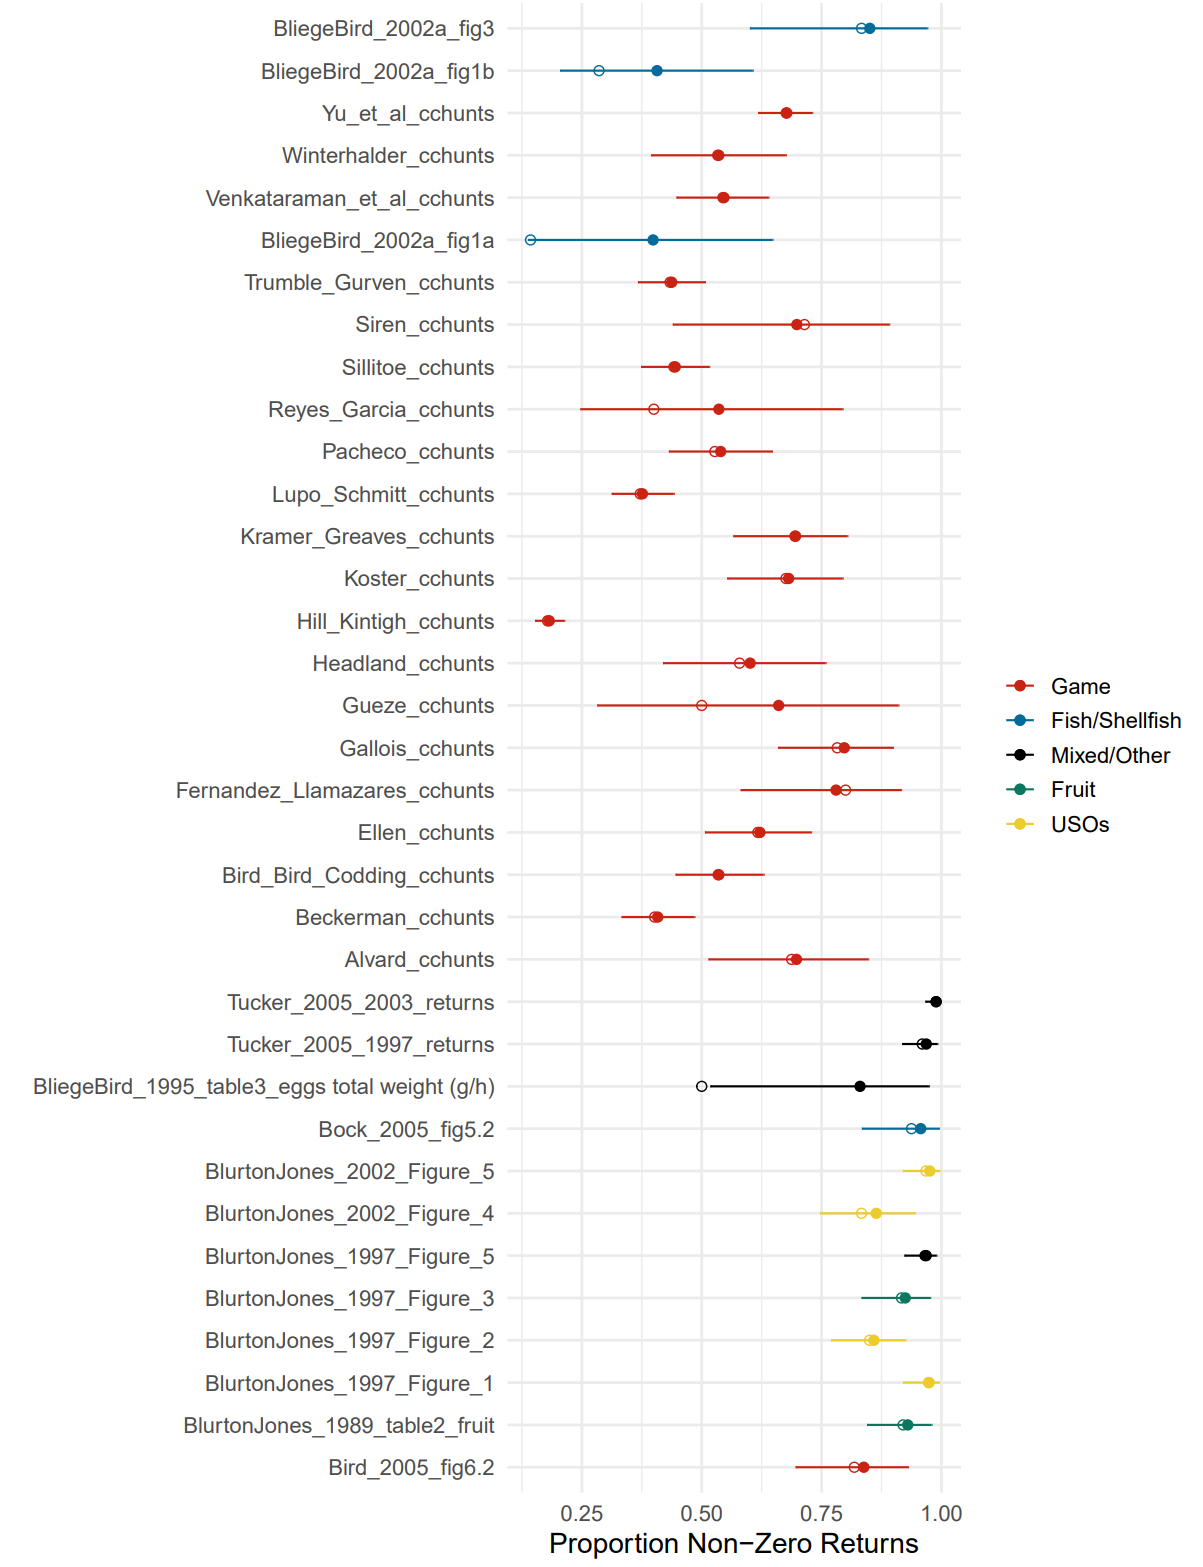 BliegeBird_2002a_fig3
BliegeBird_2002a_fig1b
Yu_et_al_cchunts
Winterhalder_cchunts
Venkataraman_et_al_cchunts
BliegeBird_2002a_fig1a
Trumble_Gurven_cchunts
Siren_cchunts
Sillitoe_cchunts
Reyes_Garcia_cchunts
Pacheco_cchunts
Lupo_Schmitt_cchunts
Kramer_Greaves_cchunts
Koster_cchunts
Hill_Kintigh_cchunts
Headland_cchunts
Gueze_cchunts
Gallois_cchunts
Fernandez_Llamazares_cchunts
Ellen_cchunts
Bird_Bird_Codding_cchunts
Beckerman_cchunts
Alvard_cchunts
Tucker_2005_2003_returns
Tucker_2005_1997_returns
BliegeBird_1995_table3_eggs total weight (g/h)
Bock_2005_fig5.2
BlurtonJones_2002_Figure_5
BlurtonJones_2002_Figure_4
BlurtonJones_1997_Figure_5
BlurtonJones_1997_Figure_3
BlurtonJones_1997_Figure_2
BlurtonJones_1997_Figure_1
BlurtonJones_1989_table2_fruit
Bird_2005_fig6.2
0.25 0.50 0.75 1.00
Proportion Non−Zero Returns
Game
Fish/Shellfish
Mixed/Other
Fruit
USOs